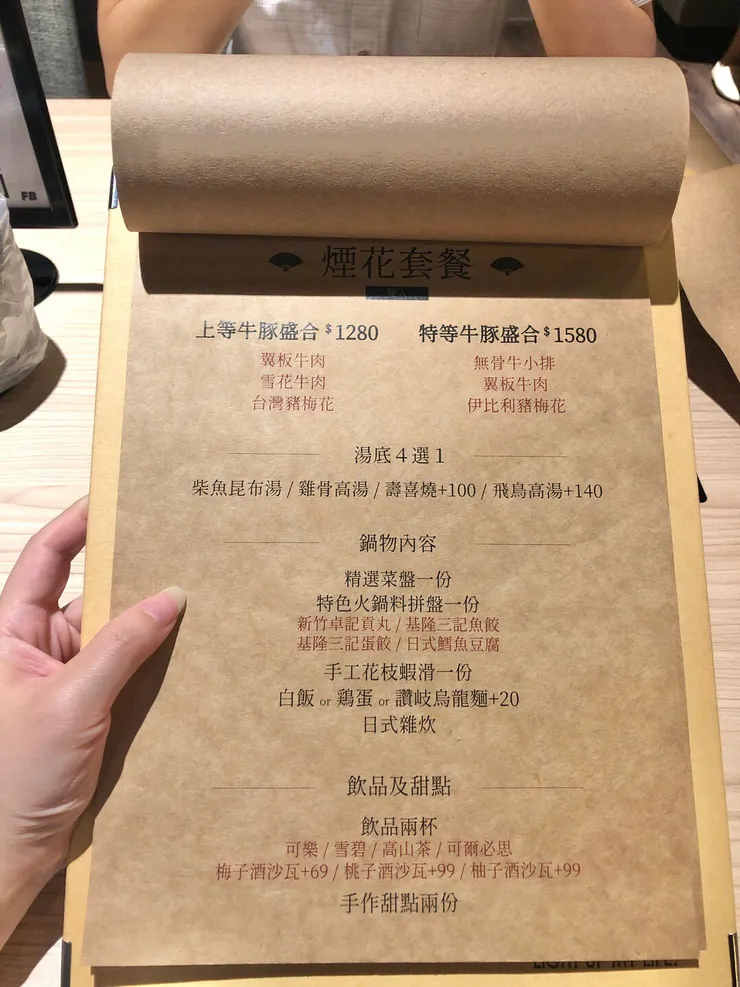 FB
煙花套餐
雙人
上等牛豚盛合 $1280
翼板牛肉
雪花牛肉
台灣豬梅花
特等牛豚盛合 $1580
無骨牛小排
翼板牛肉
伊比利豬梅花
湯底4選1
柴魚昆布湯 / 雞骨高湯 / 壽喜燒+100 / 飛鳥高湯+140
鍋物內容
精選菜盤一份
特色火鍋料拼盤一份
新竹卓記貢丸 / 基隆三記魚餃
基隆三記蛋餃 / 日式鱈魚豆腐
手工花枝蝦滑一份
白飯 or 鶏蛋 or 讚岐烏龍麵+20
日式雜炊
飲品及甜點
飲品兩杯
可樂 / 雪碧 / 高山茶 / 可爾必思
梅子酒沙瓦+69 / 桃子酒沙瓦+99 / 柚子酒沙瓦+99
手作甜點兩份
LIGHT UP MY LIFE.